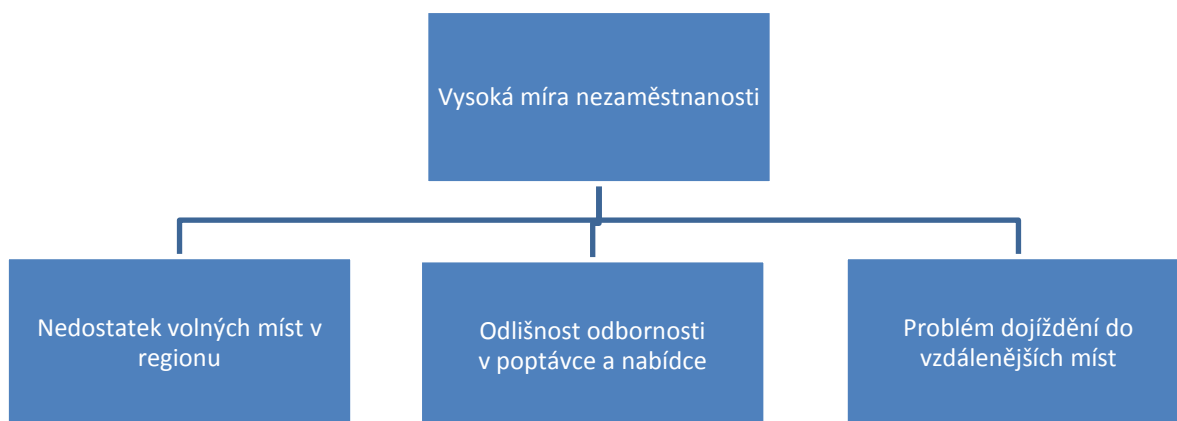 Vysoká míra nezaměstnanosti
Nedostatek volných míst v
regionu
Odlišnost odbornosti
v poptávce a nabídce
Problém dojíždění do
vzdálenějších míst